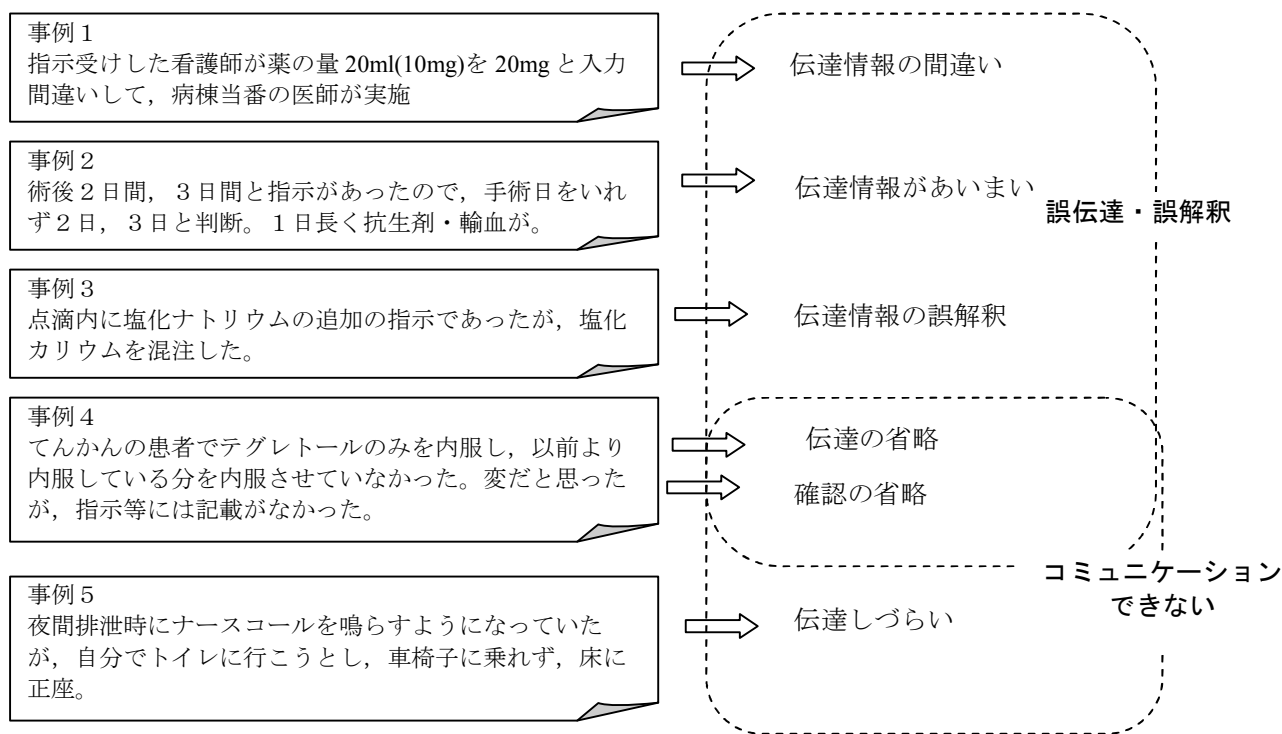 事例１
指示受けした看護師が薬の量 20ml(10mg)を 20mg と入力
間違いして，病棟当番の医師が実施
伝達情報の間違い
事例２
術後２日間，３日間と指示があったので，手術日をいれ
ず２日，３日と判断。１日長く抗生剤・輸血が。
伝達情報があいまい
誤伝達・誤解釈
事例３
点滴内に塩化ナトリウムの追加の指示であったが，塩化
カリウムを混注した。
伝達情報の誤解釈
事例４
てんかんの患者でテグレトールのみを内服し，以前より
内服している分を内服させていなかった。変だと思った
が，指示等には記載がなかった。
伝達の省略
確認の省略
コミュニケーション
できない
事例５
夜間排泄時にナースコールを鳴らすようになっていた
が，自分でトイレに行こうとし，車椅子に乗れず，床に
正座。
伝達しづらい